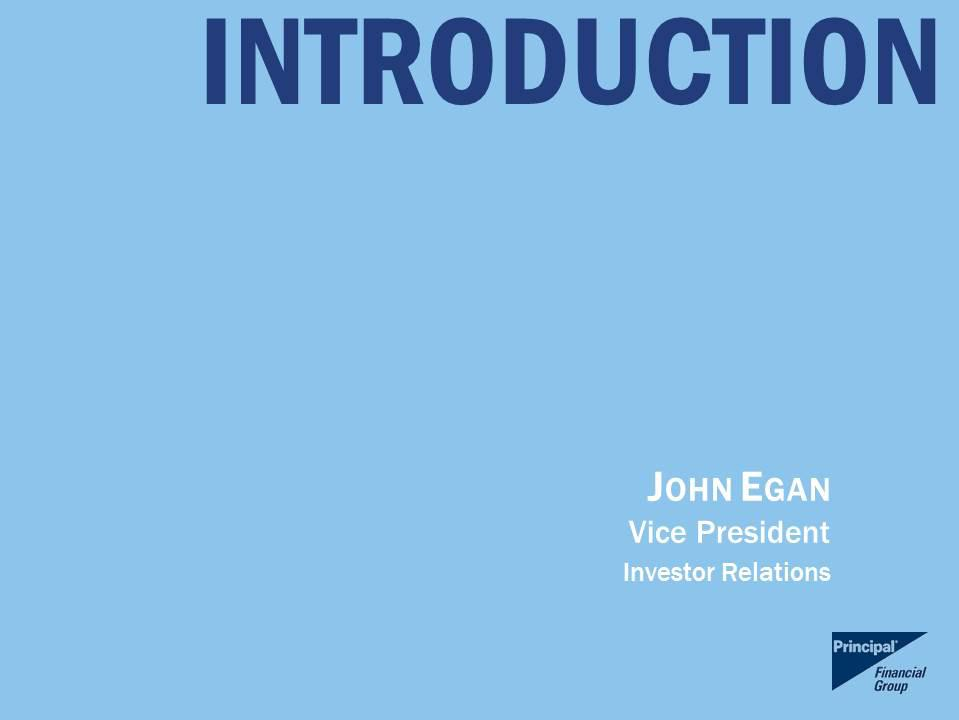 INTRODUCTION
JOHN EGAN
Vice President
Investor Relations
Principal®
Financial
Group